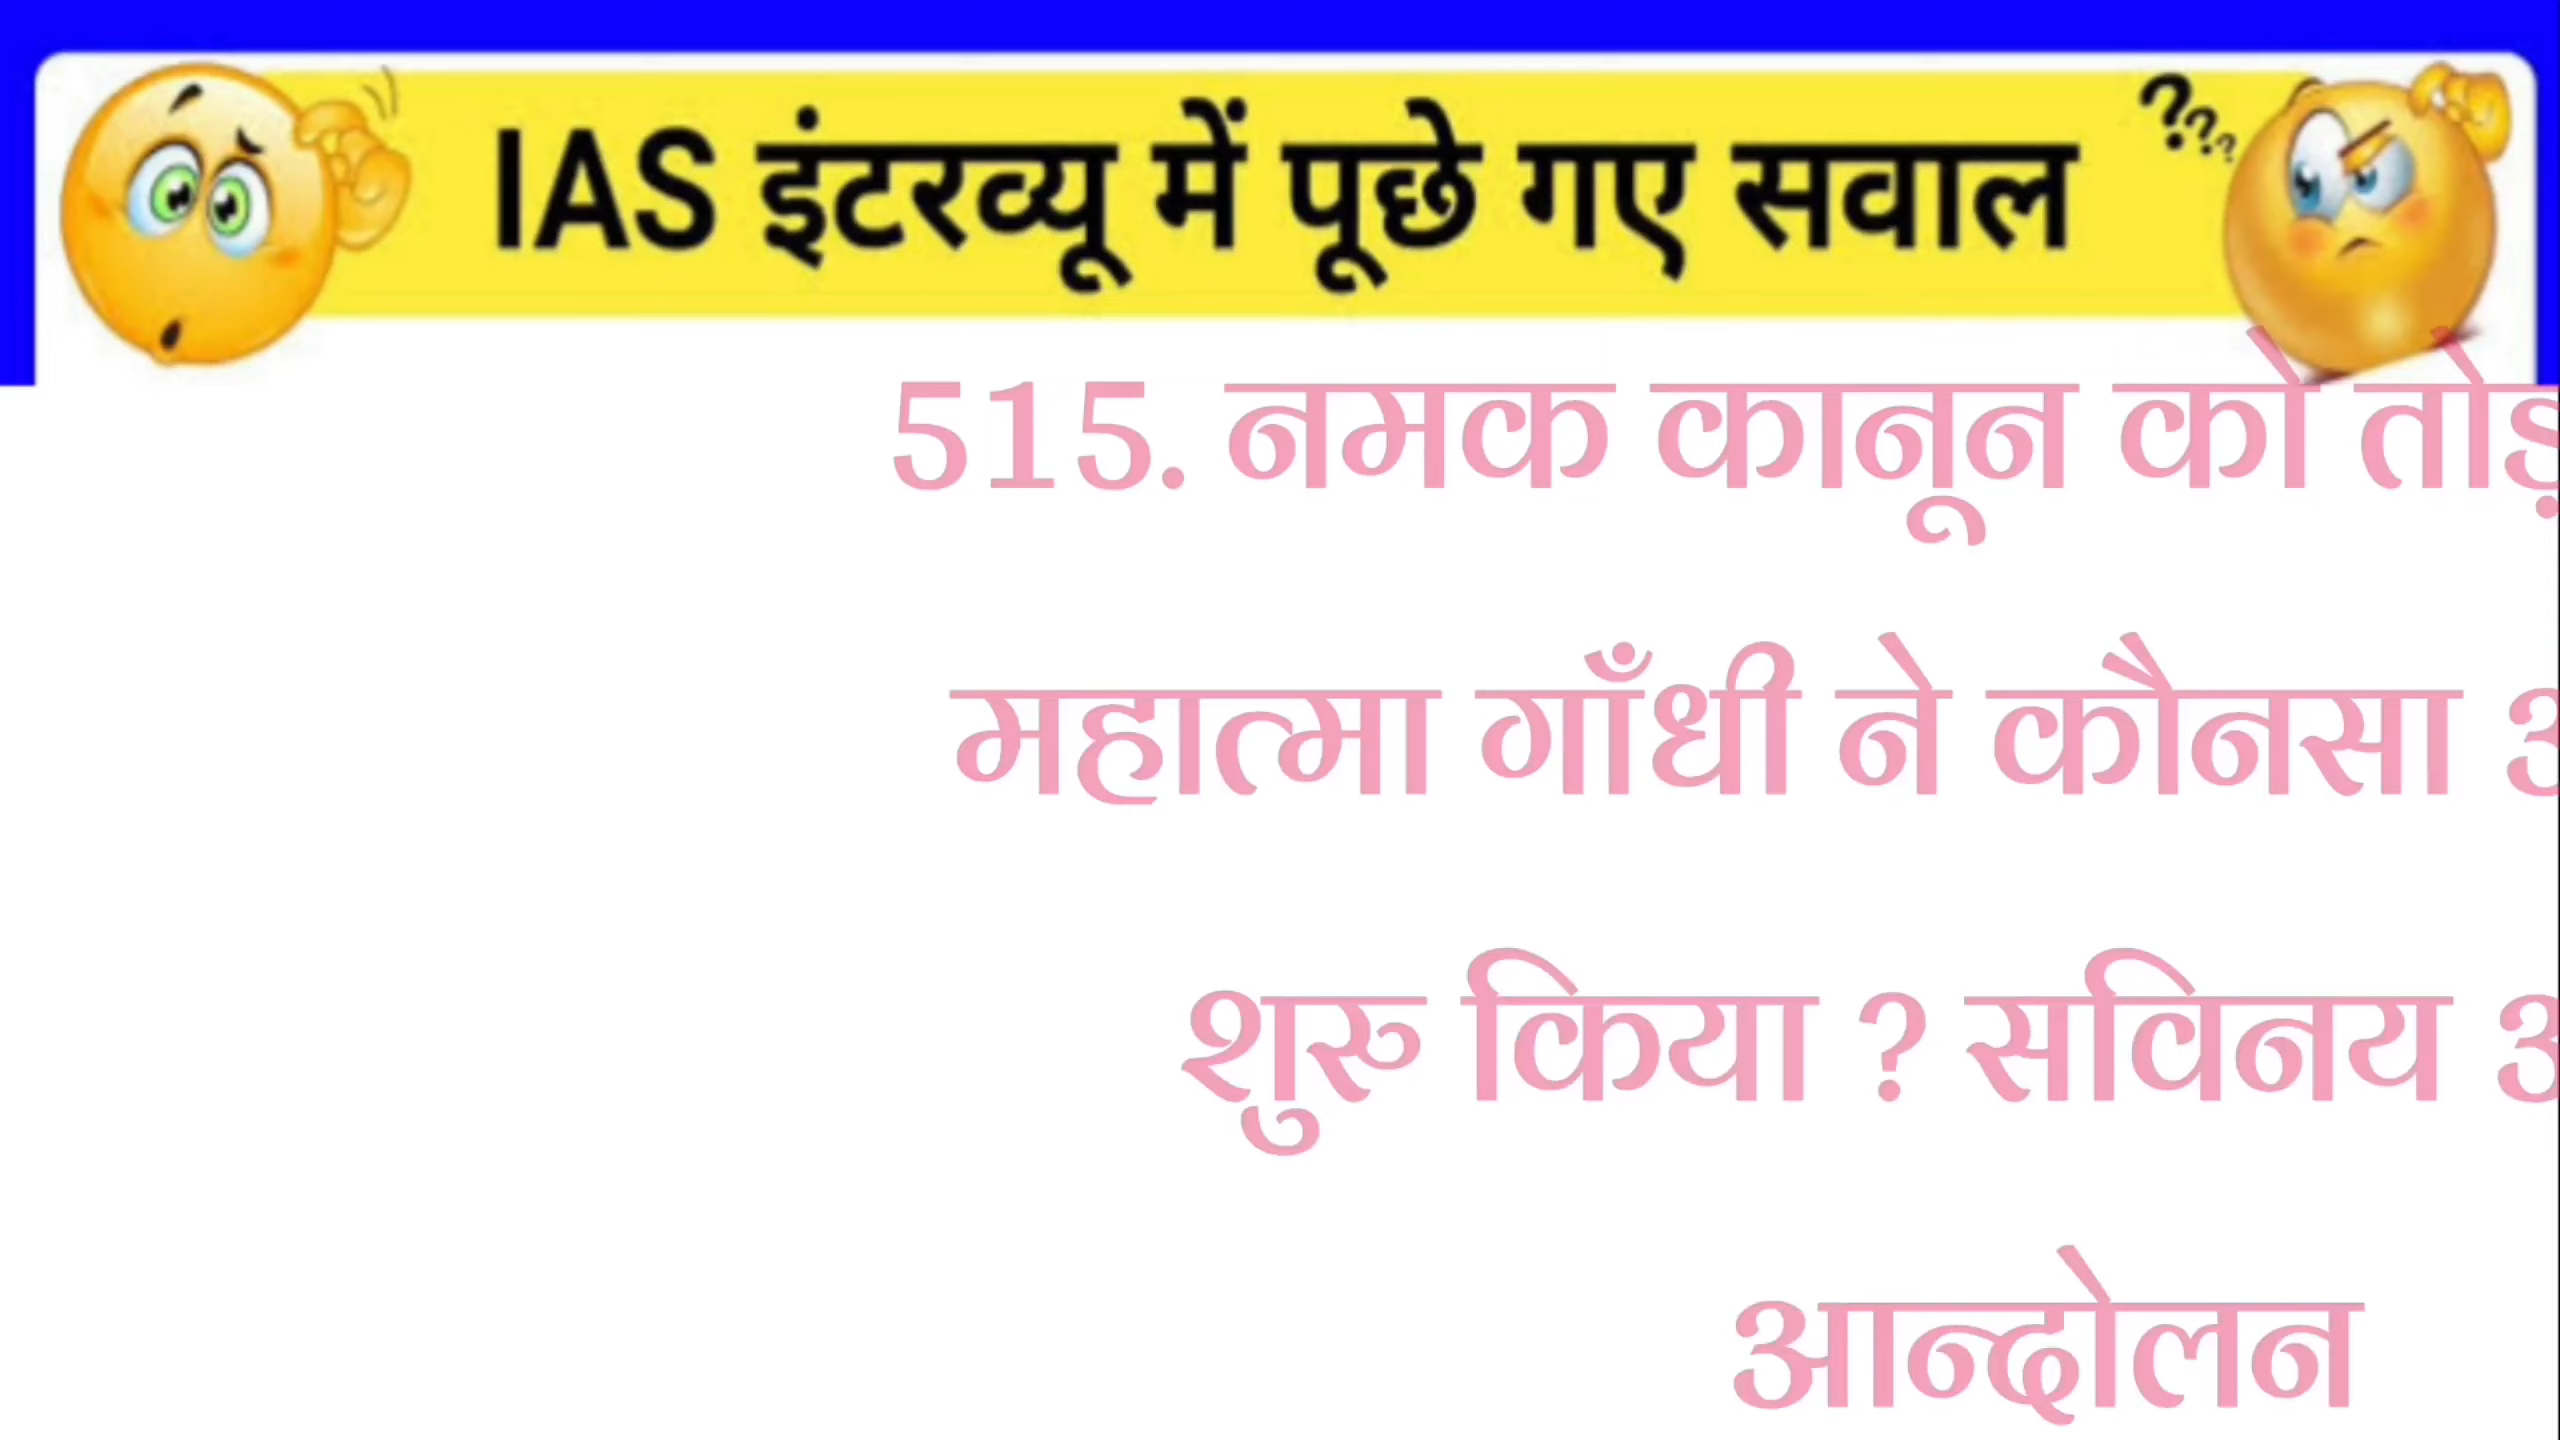 IAS इंटरव्यू में पूछे गए सवाल
???
515. नमक कानून को
महात्मा गाँधी ने कौनसा
शुरु किया ? सविनय
आन्दोलन